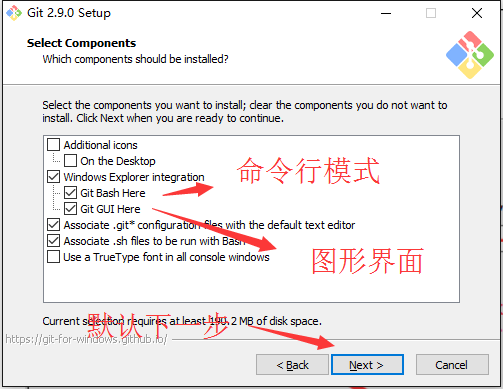 Git 2.9.0 Setup
Select Components
Which components should be installed?
Select the components you want to install; clear the components you do not want to
install. Click Next when you are ready to continue.
Additional icons
On the Desktop
Windows Explorer integration
Git Bash Here
命令行模式
Git GUI Here
Associate .git* configuration files with the default text editor
Associate .sh files to be run with Bash
Use a TrueType font in all console windows
图形界面
默认下一步
Current selection requires at least 190.2 MB of disk space.
https://git-for-windows.github.io/
< Back
Next >
Cancel